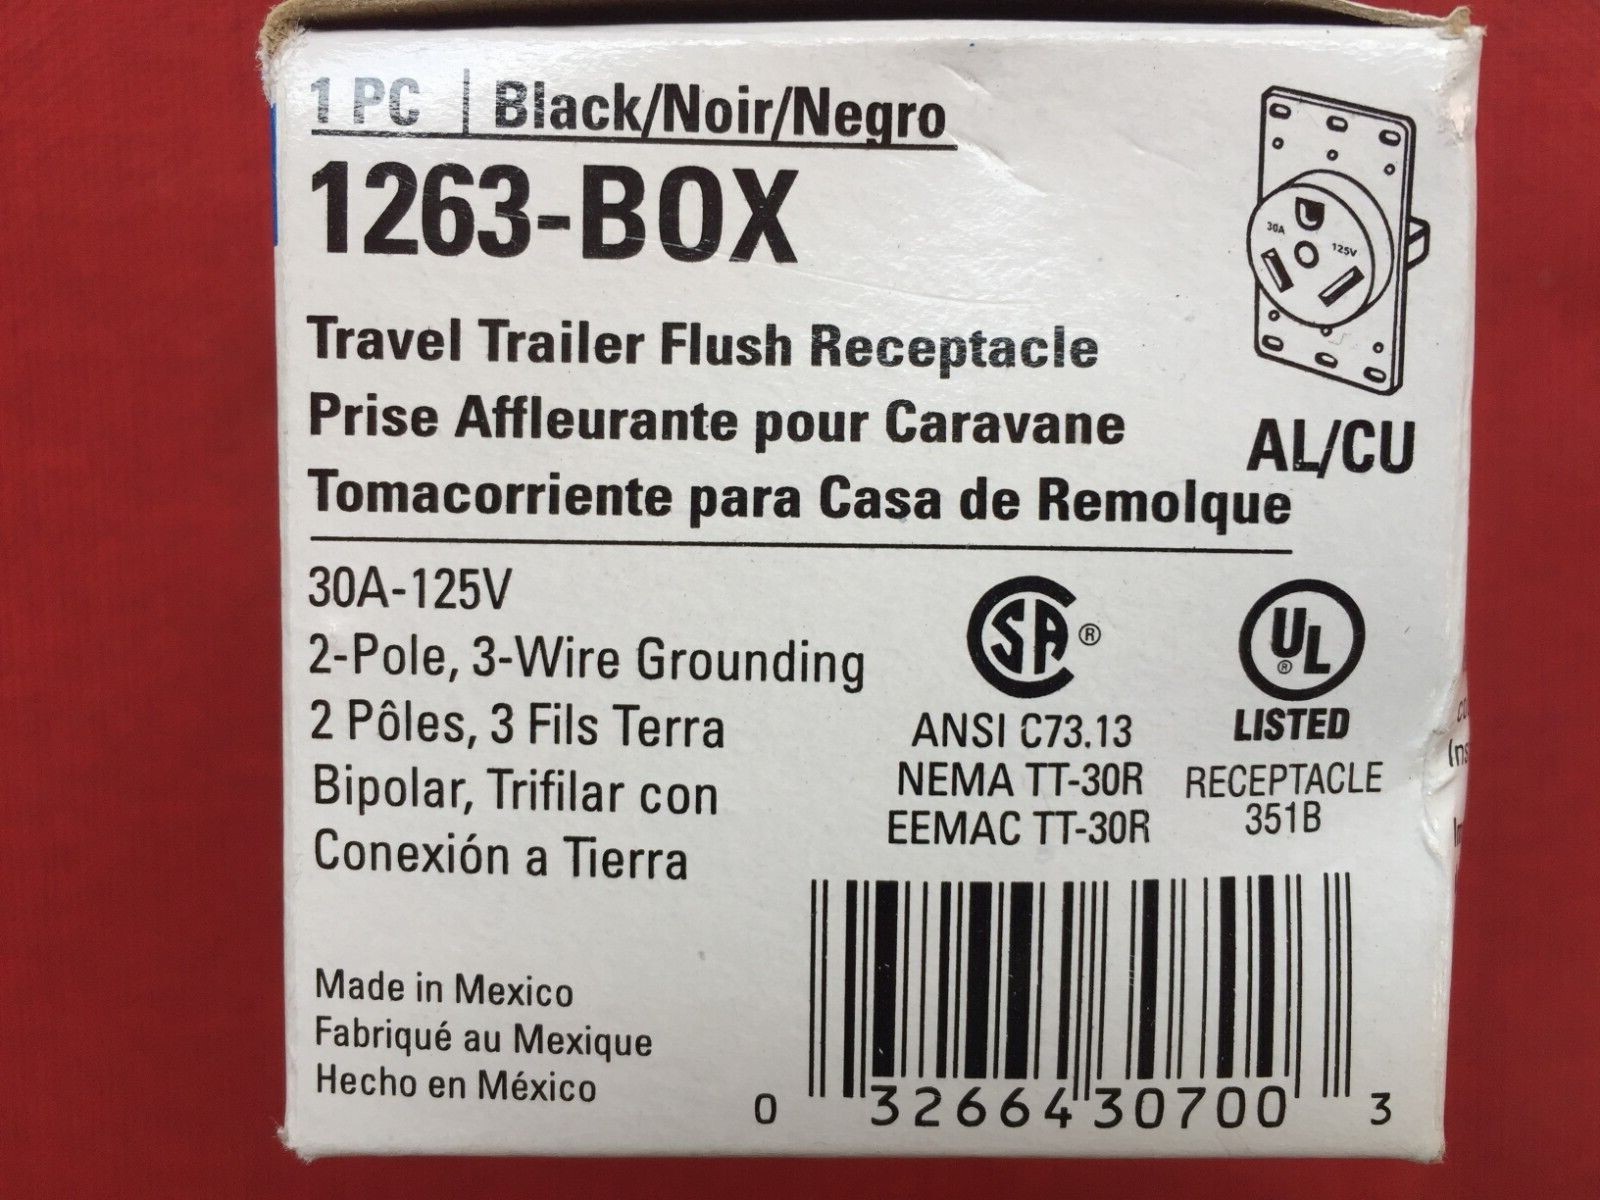 1 PC | Black/Noir/Negro
1263-BOX
30A
125V
Travel Trailer Flush Receptacle
Prise Affleurante pour Caravane
Tomacorriente para Casa de Remolque
AL/CU
30A-125V
2-Pole, 3-Wire Grounding
2 Pôles, 3 Fils Terra
Bipolar, Trifilar con
Conexión a Tierra
SA ®
ANSI C73.13
NEMA TT-30R
EEMAC TT-30R
UL ®
LISTED
RECEPTACLE
351B
Made in Mexico
Fabriqué au Mexique
Hecho en México
0 32664 30700 3